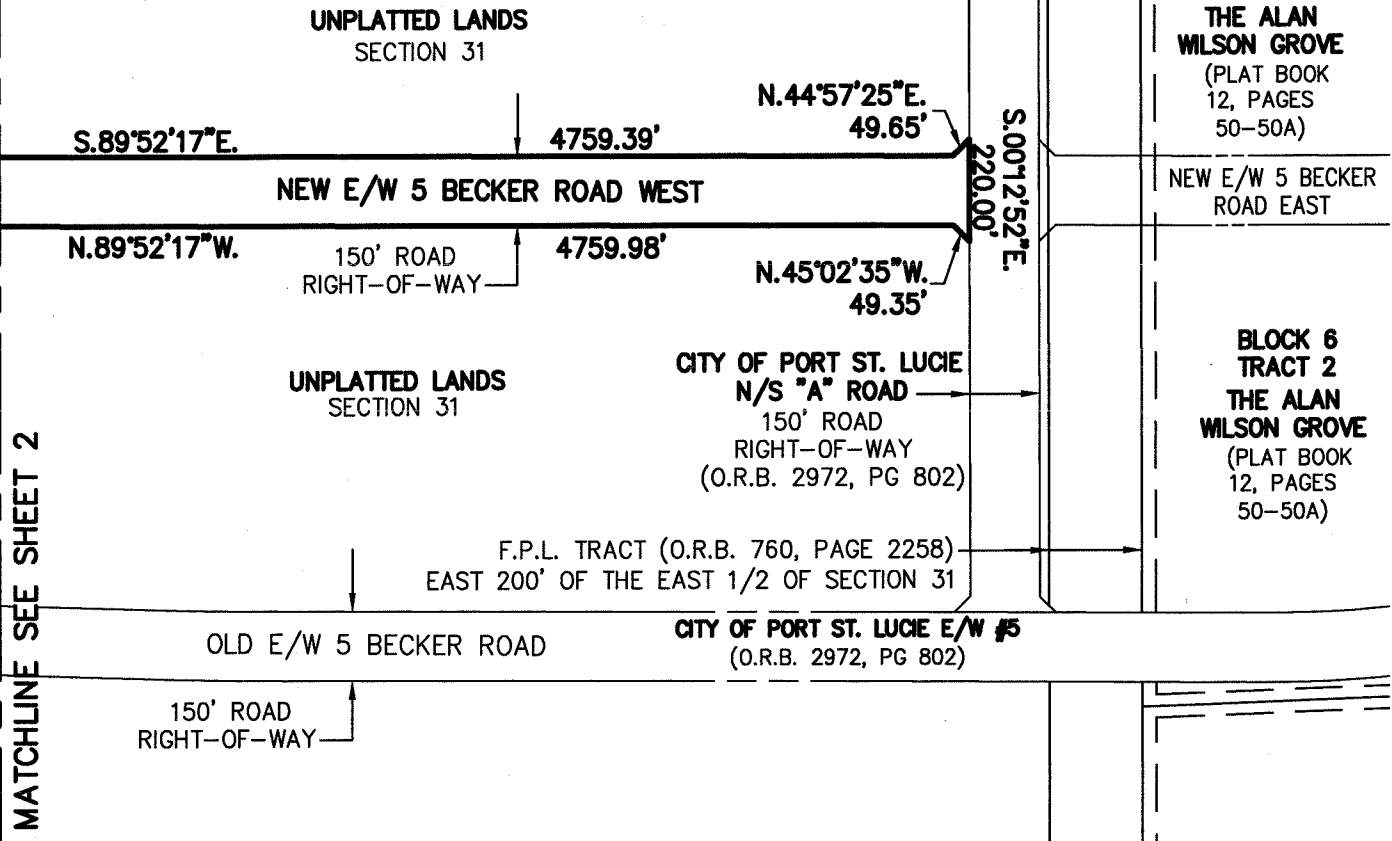 UNPLATTED LANDS
SECTION 31
THE ALAN
WILSON GROVE
(PLAT BOOK
12, PAGES
50-50A)
N.44°57'25"E.
49.65'
S.89°52'17"E.
4759.39'
S.00°12'52"E.
220.00'
NEW E/W 5 BECKER ROAD WEST
NEW E/W 5 BECKER
ROAD EAST
N.89°52'17"W.
4759.98'
150' ROAD
RIGHT-OF-WAY
N.45°02'35"W.
49.35'
UNPLATTED LANDS
SECTION 31
CITY OF PORT ST. LUCIE
N/S "A" ROAD
150' ROAD
RIGHT-OF-WAY
(O.R.B. 2972, PG 802)
BLOCK 6
TRACT 2
THE ALAN
WILSON GROVE
(PLAT BOOK
12, PAGES
50-50A)
MATCHLINE SEE SHEET 2
F.P.L. TRACT (O.R.B. 760, PAGE 2258)
EAST 200' OF THE EAST 1/2 OF SECTION 31
OLD E/W 5 BECKER ROAD
CITY OF PORT ST. LUCIE E/W #5
(O.R.B. 2972, PG 802)
150' ROAD
RIGHT-OF-WAY